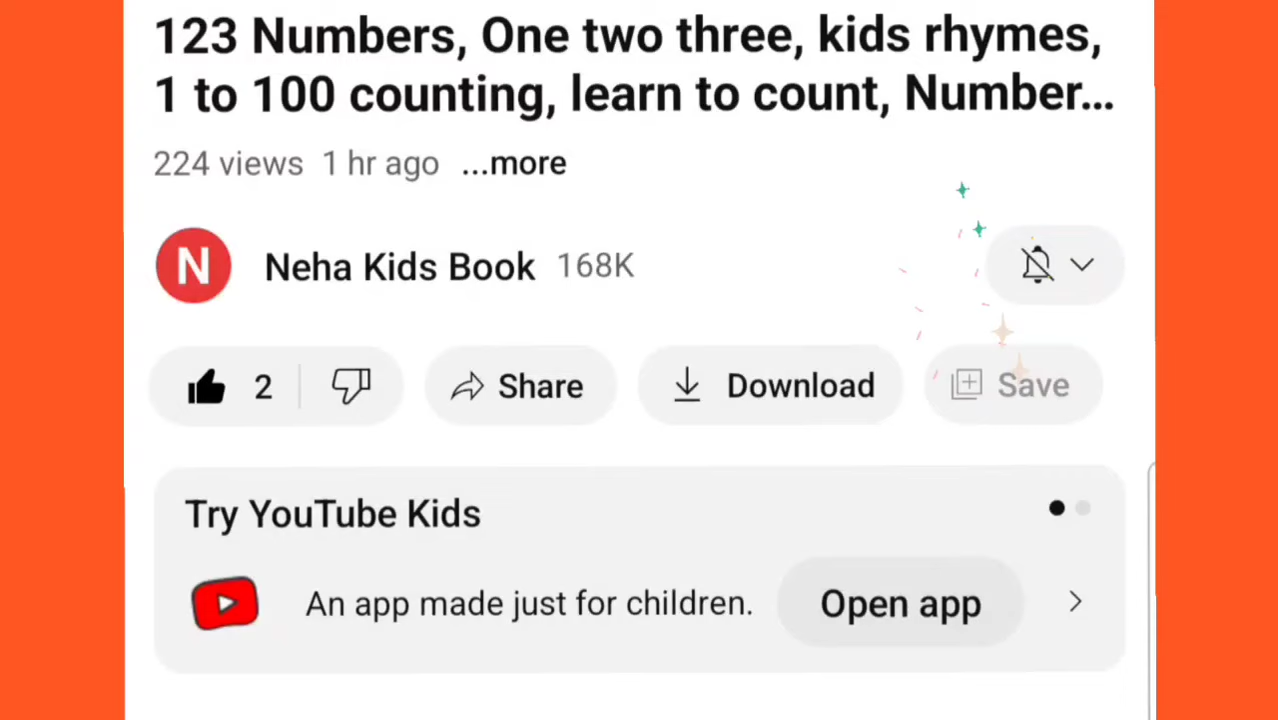 123 Numbers, One two three, kids rhymes,
1 to 100 counting, learn to count, Number...
224 views 1 hr ago ...more
N Neha Kids Book 168K
2 Share Download Save
Try YouTube Kids
An app made just for children. Open app